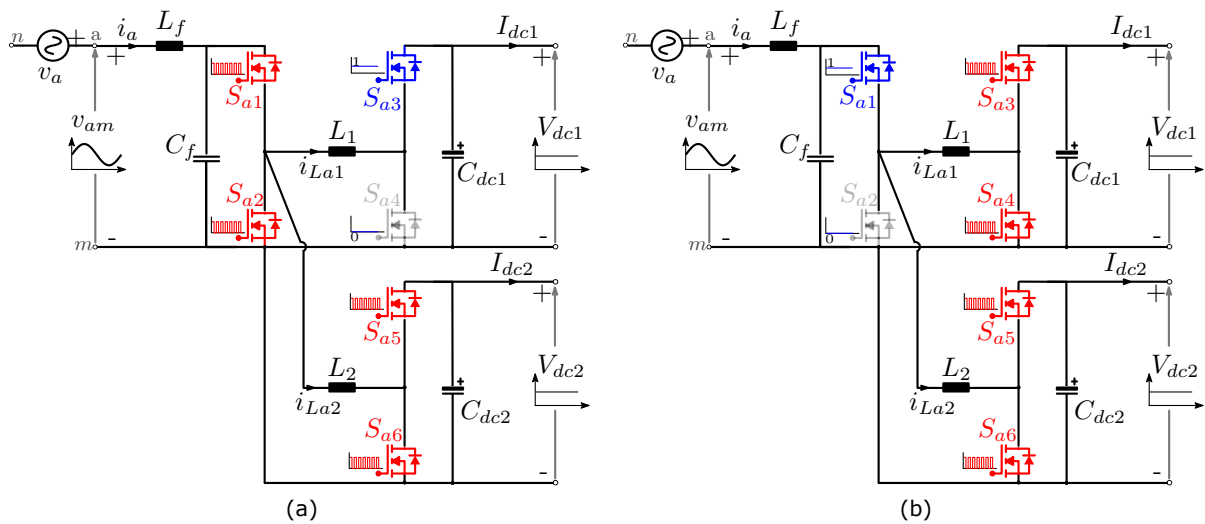 i_a L_f I_dc1
n + a + +
v_a S_a1 1 S_a3
v_am L_1 V_dc1
C_f i_La1 + C_dc1
S_a2 S_a4
0
m - -
I_dc2
+
S_a5
L_2 V_dc2
i_La2 + C_dc2
S_a6
-
(a)
i_a L_f I_dc1
n + a + +
v_a 1 S_a1 S_a3
v_am L_1 V_dc1
C_f i_La1 + C_dc1
S_a2 S_a4
0
m - -
I_dc2
+
S_a5
L_2 V_dc2
i_La2 + C_dc2
S_a6
-
(b)